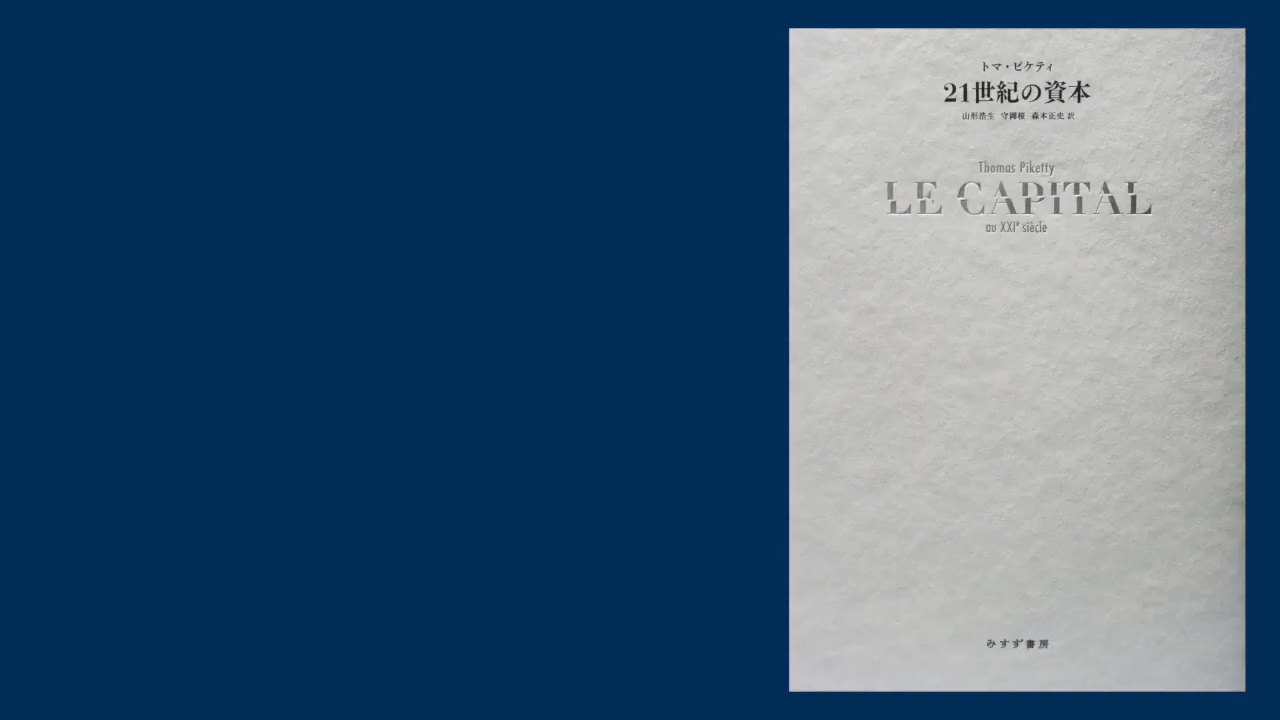 トマ・ピケティ
21世紀の資本
山形浩生 守岡桜 森本正史 訳
Thomas Piketty
LE CAPITAL
au XXIᵉ siècle
みすず書房